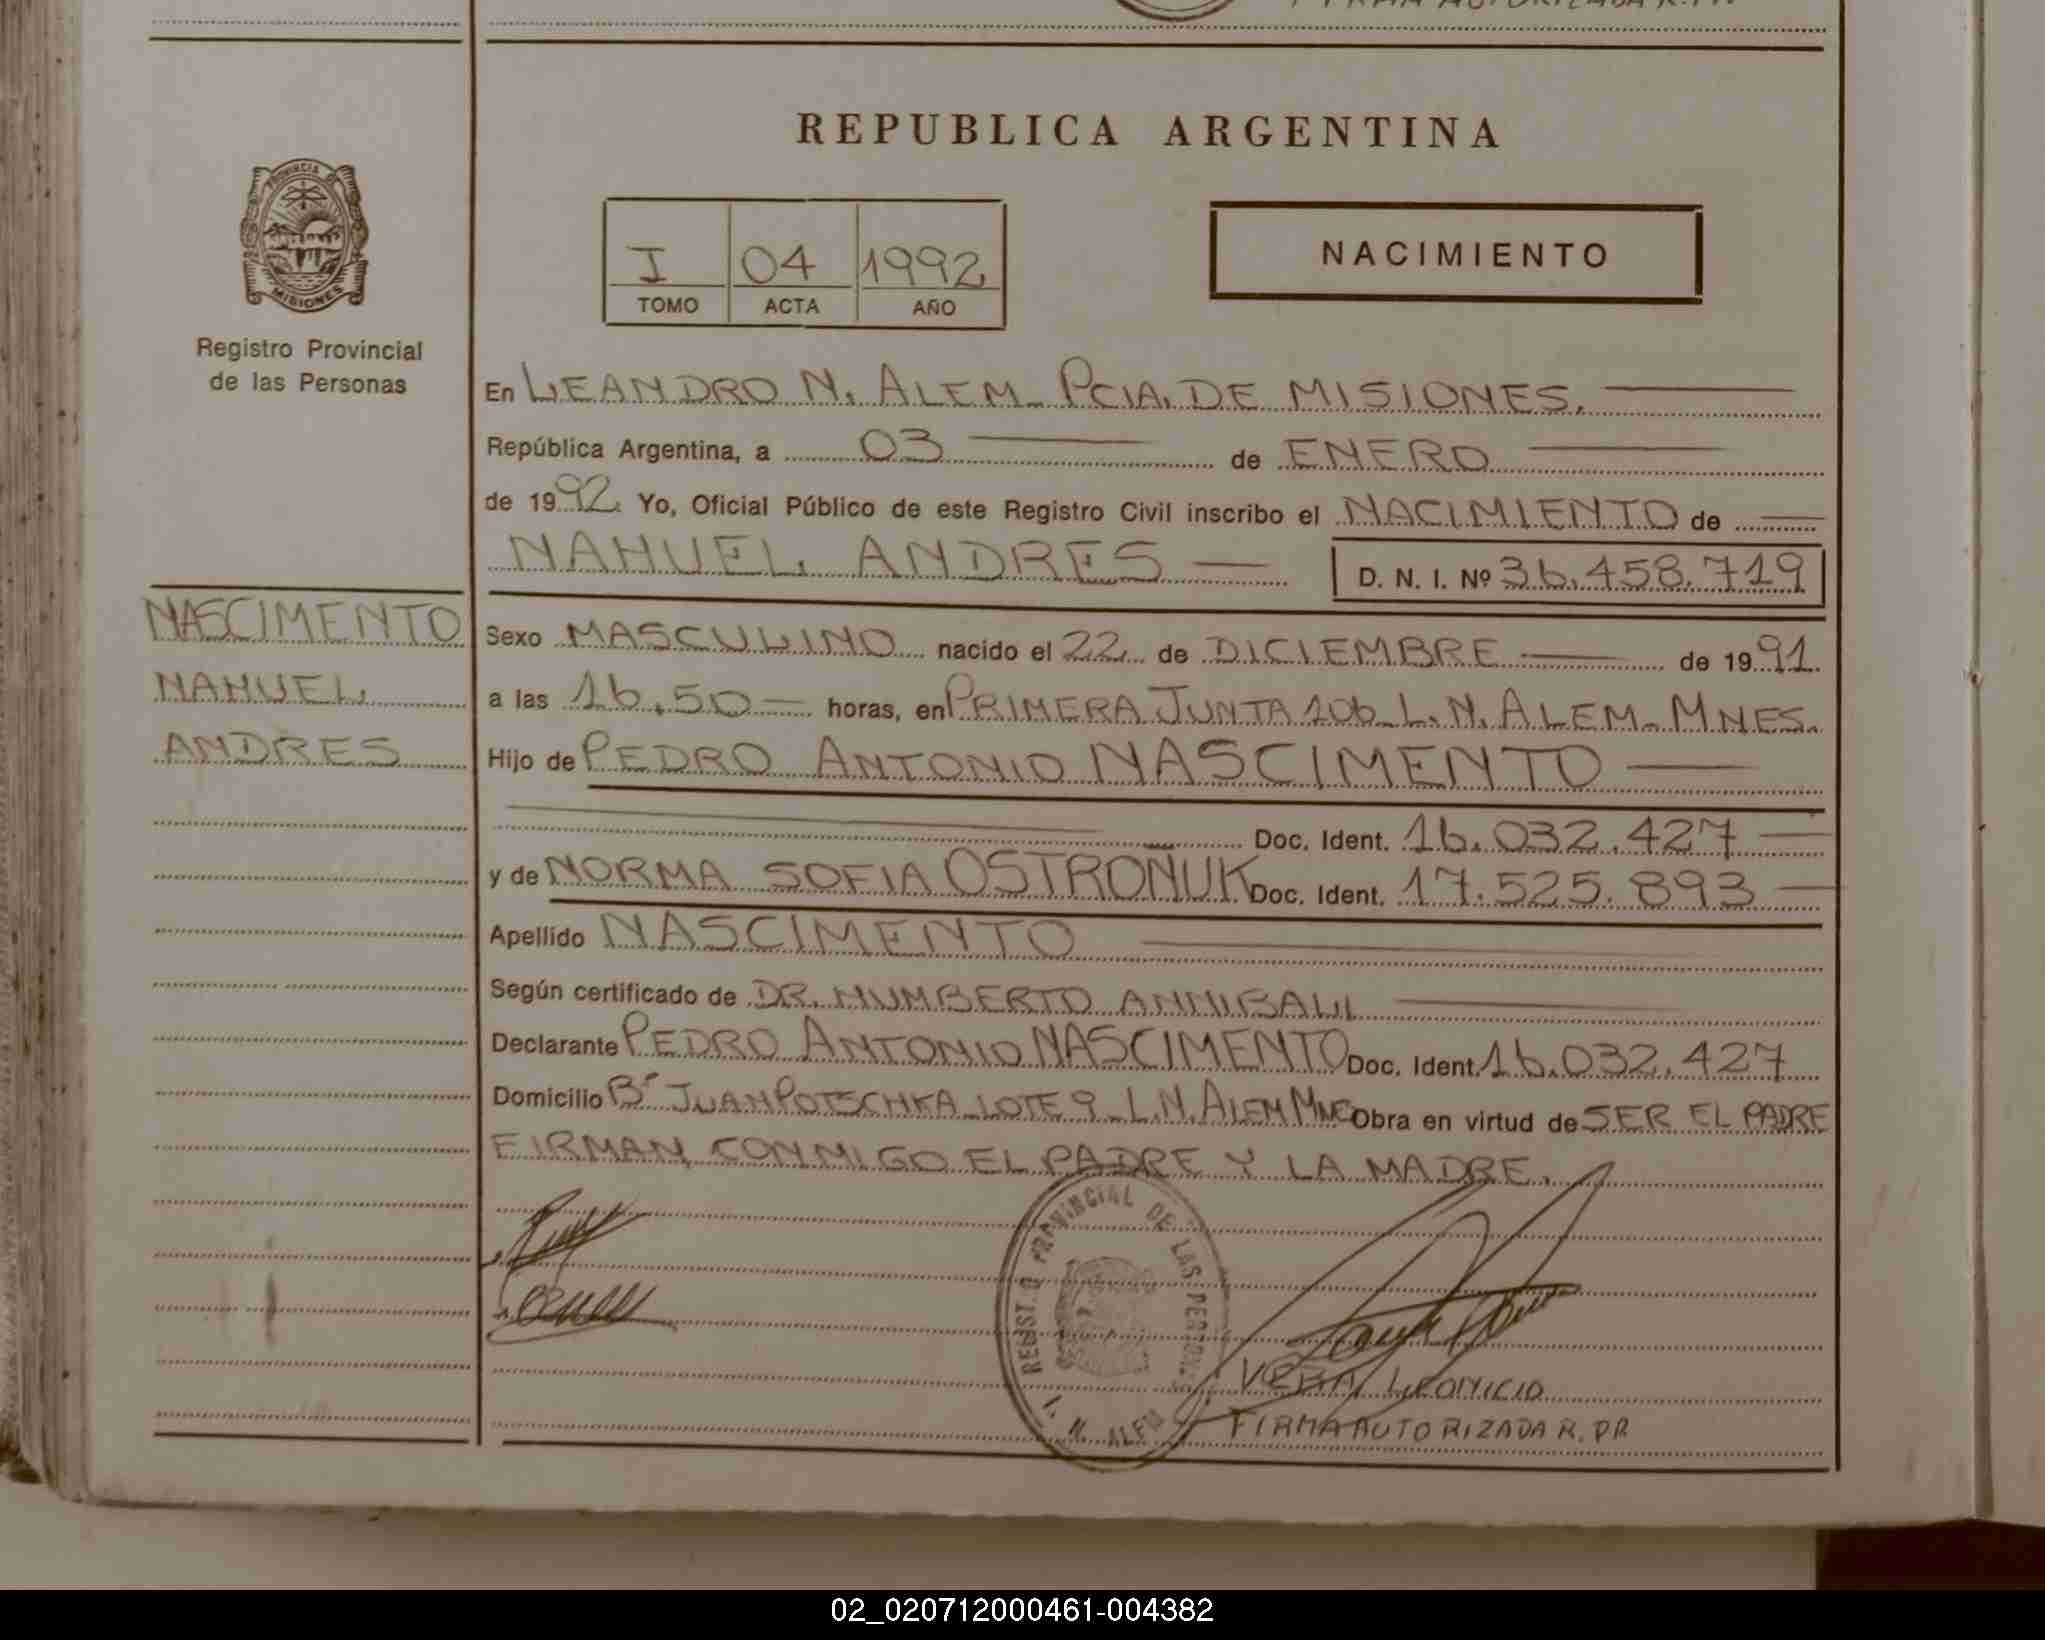 REPUBLICA ARGENTINA
PROVINCIA DE MISIONES
Registro Provincial
de las Personas
I 04 1992
TOMO ACTA AÑO
NACIMIENTO
En LEANDRO N. ALEM - PCIA. DE MISIONES.
República Argentina, a 03 de ENERO
de 1992. Yo, Oficial Público de este Registro Civil inscribo el NACIMIENTO de
NAHUEL ANDRES D. N. I. Nº 36.458.719
NASCIMENTO
NAHUEL
ANDRES
Sexo MASCULINO nacido el 22 de DICIEMBRE de 1991.
a las 16.50 horas, en PRIMERA JUNTA 106 - L. N. ALEM - MNES.
Hijo de PEDRO ANTONIO NASCIMENTO
Doc. Ident. 16.032.427
y de NORMA SOFIA OSTROÑUK Doc. Ident. 17.525.893
Apellido NASCIMENTO
Según certificado de DR. HUMBERTO ANNIBALI
Declarante PEDRO ANTONIO NASCIMENTO Doc. Ident. 16.032.427
Domicilio Bº JUAN POTSCHKA - LOTE 9 - L. N. ALEM MNES Obra en virtud de SER EL PADRE
FIRMAN CONMIGO EL PADRE Y LA MADRE.
REGISTRO PROVINCIAL DE LAS PERSONAS
L. N. ALEM
LEONICIO
FIRMA AUTORIZADA R.P.P.
02_020712000461-004382